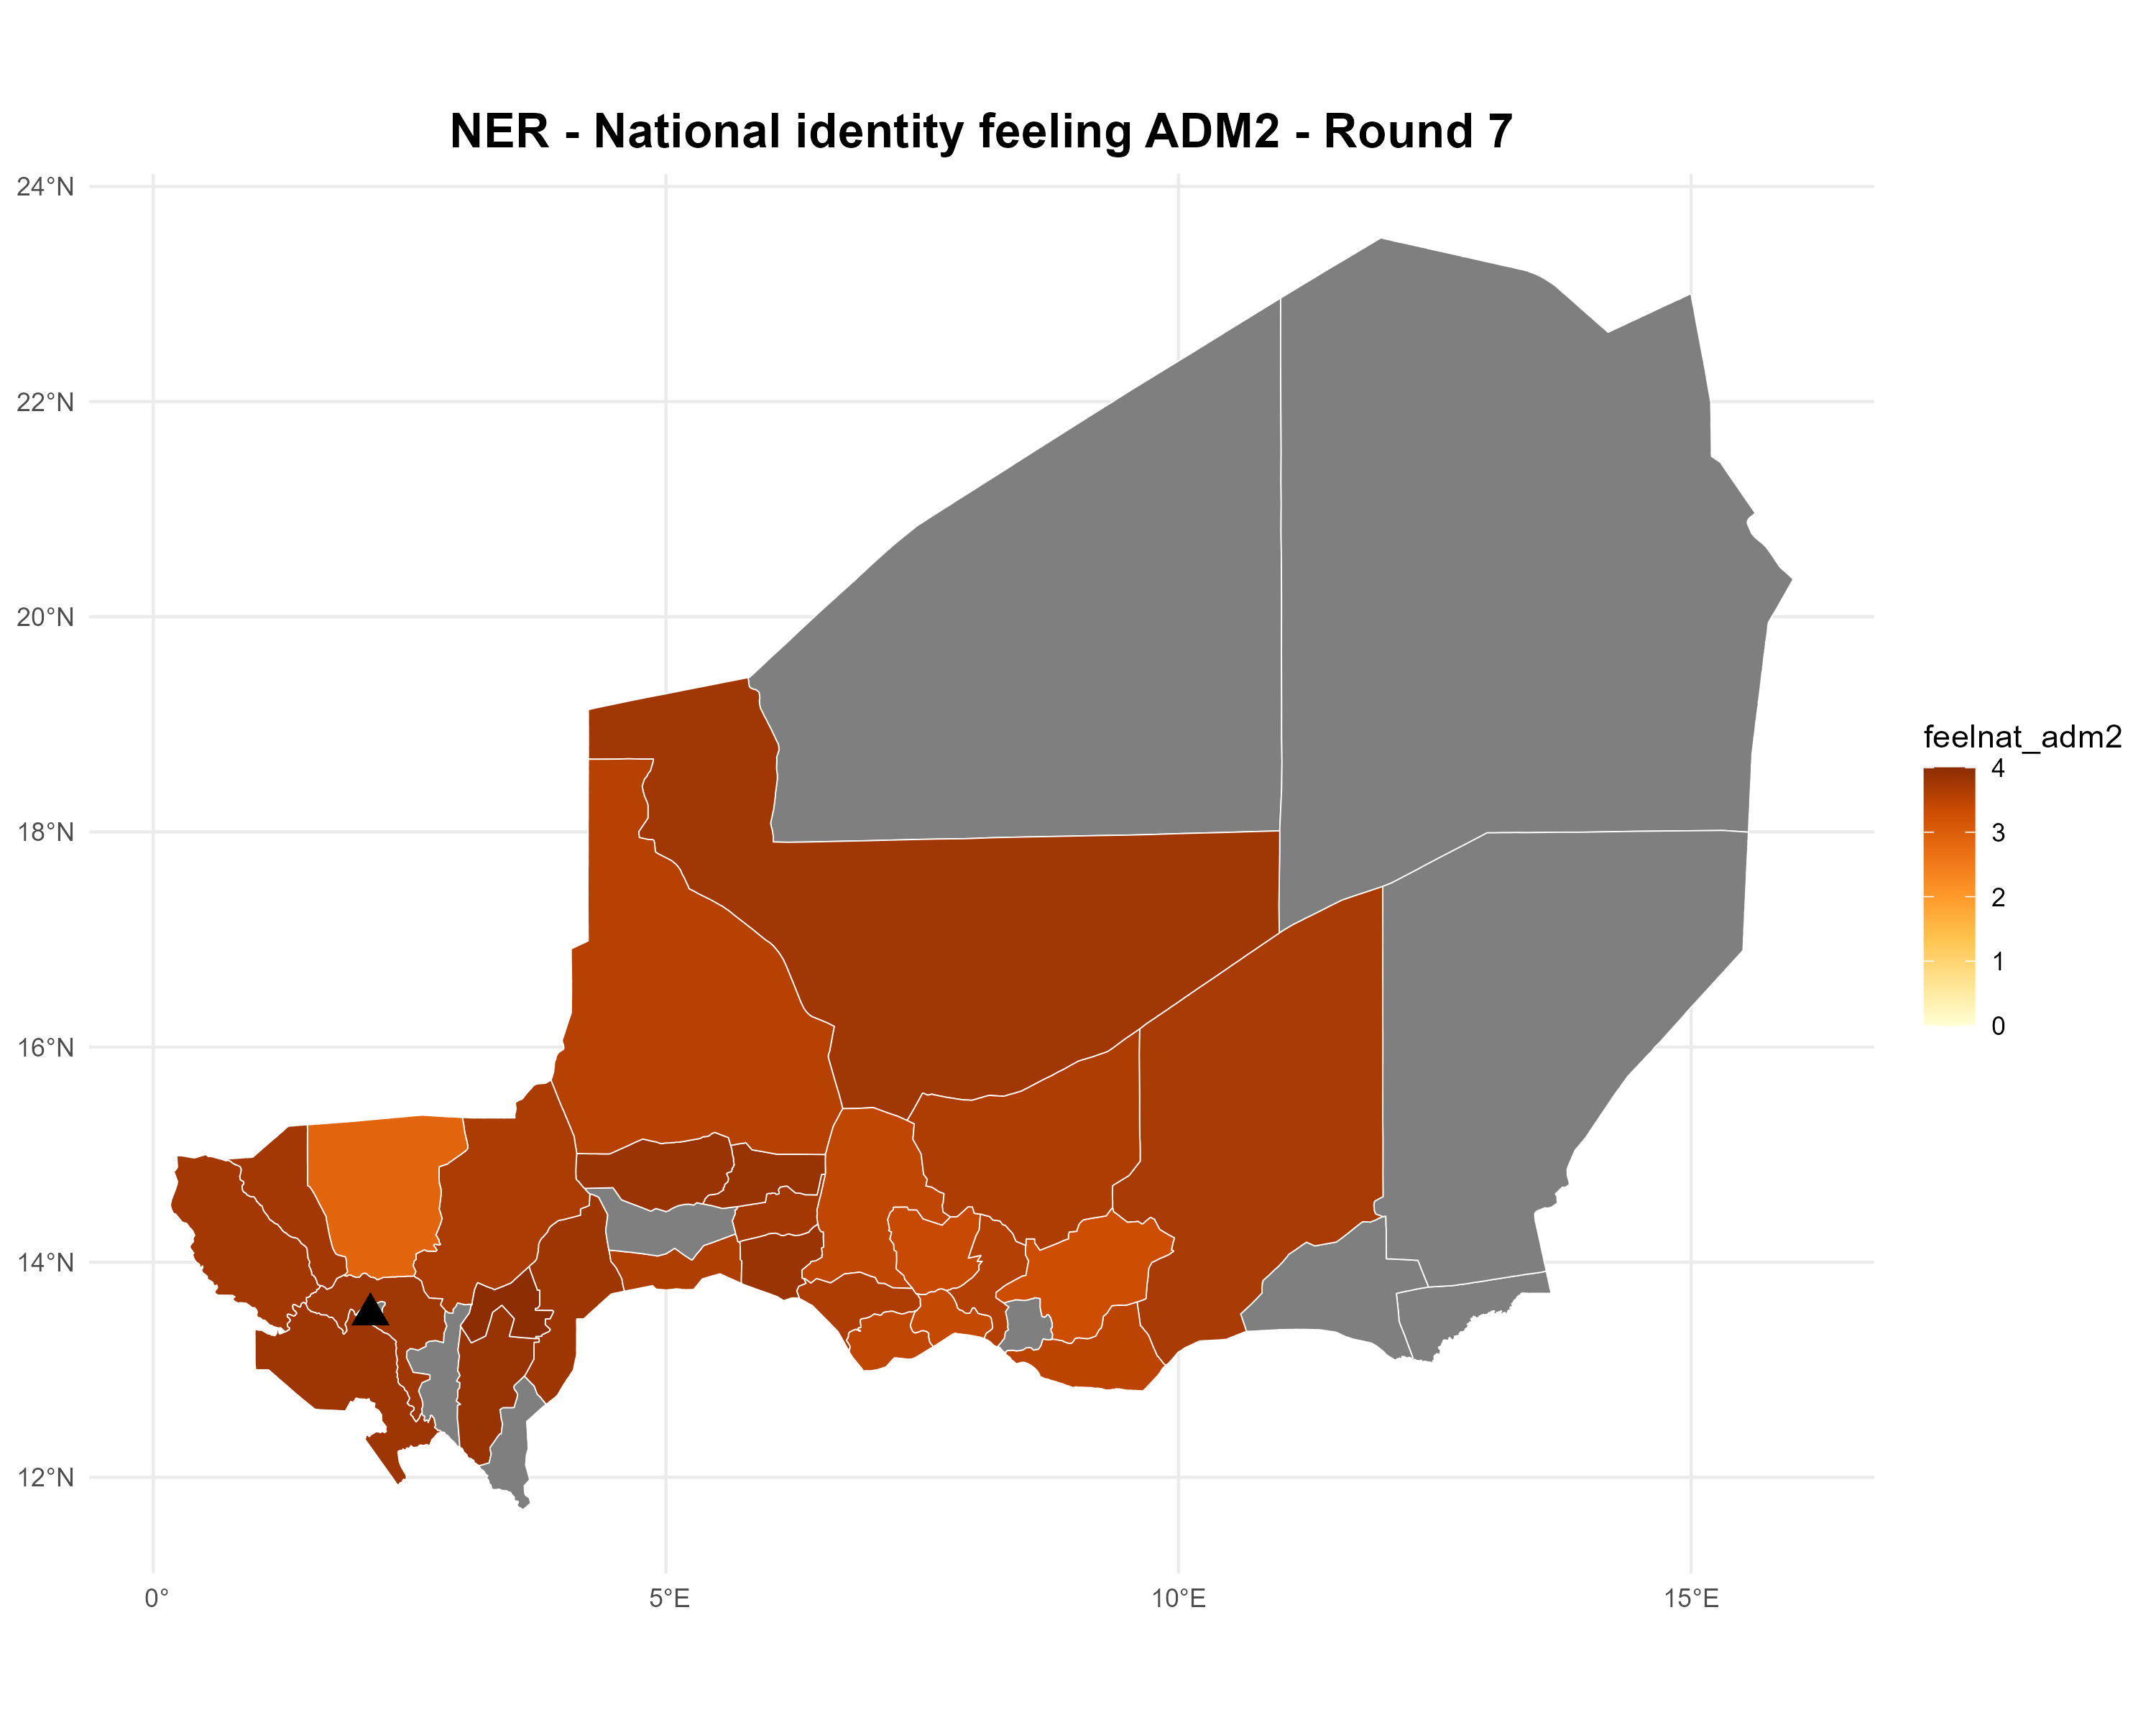 NER - National identity feeling ADM2 - Round 7
24°N
22°N
20°N
18°N
16°N
14°N
12°N
0°
5°E
10°E
15°E
feelnat_adm2
4
3
2
1
0